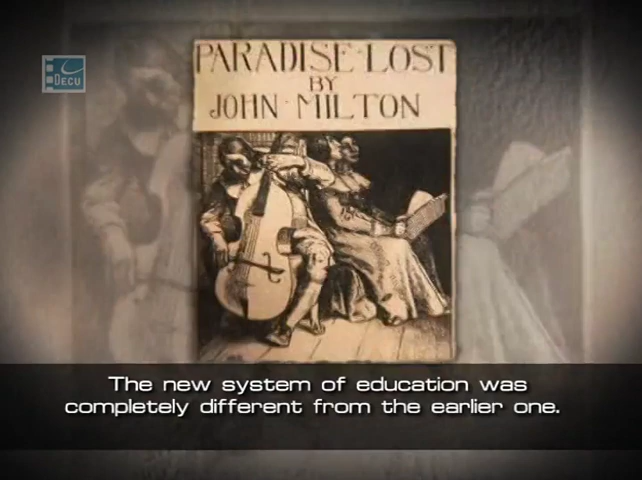 DECU
PARADISE LOST
BY
JOHN · MILTON
The new system of education was
completely different from the earlier one.